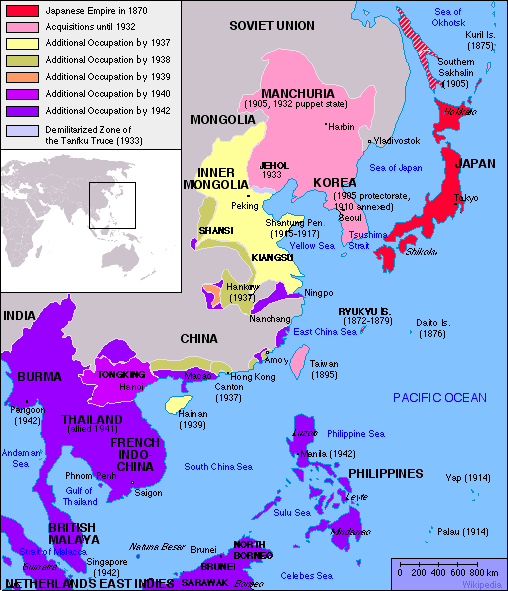 Japanese Empire in 1870
Acquisitions until 1932
Additional Occupation by 1937
Additional Occupation by 1938
Additional Occupation by 1939
Additional Occupation by 1940
Additional Occupation by 1942
Demilitarized Zone of
the Tanku Truce (1933)
SOVIET UNION
Sea of
Okhotsk
Kuril Is.
(1875)
Southern
Sakhalin
(1905)
Hokkaido
MANCHURIA
(1905, 1932 puppet state)
Harbin
MONGOLIA
Vladivostok
JEHOL
1933
Sea of Japan
JAPAN
INNER
MONGOLIA
KOREA
(1905 protectorate,
1910 annexed)
Peking
Seoul
Tokyo
SHANSI
Shantung Pen.
(1915-1917)
Yellow Sea
Tsushima
Strait
Shikoku
KIANGSU
Hankow
(1937)
Ningpo
Nanchang
RYUKYU IS.
(1872-1879)
Daito Is.
(1876)
East China Sea
INDIA
CHINA
Amoy
Taiwan
(1895)
BURMA
TONGKING
Hanoi
Macao
Hong Kong
Canton
(1937)
PACIFIC OCEAN
Rangoon
(1942)
THAILAND
(allied 1941)
Hainan
(1939)
Luzon
Philippine Sea
FRENCH
INDO-
CHINA
Andaman
Sea
Manila (1942)
South China Sea
PHILIPPINES
Phnom Penh
Gulf of
Thailand
Saigon
Yap (1914)
Leyte
Sulu Sea
BRITISH
MALAYA
Mindanao
Palau (1914)
Strait of Malacca
Natuna Besar
Brunei
NORTH
BORNEO
Singapore
(1942)
Sumatra
BRUNEI
SARAWAK
Borneo
Celebes Sea
NETHERLANDS EAST INDIES
0 200 400 600 800 km
Wikipedia